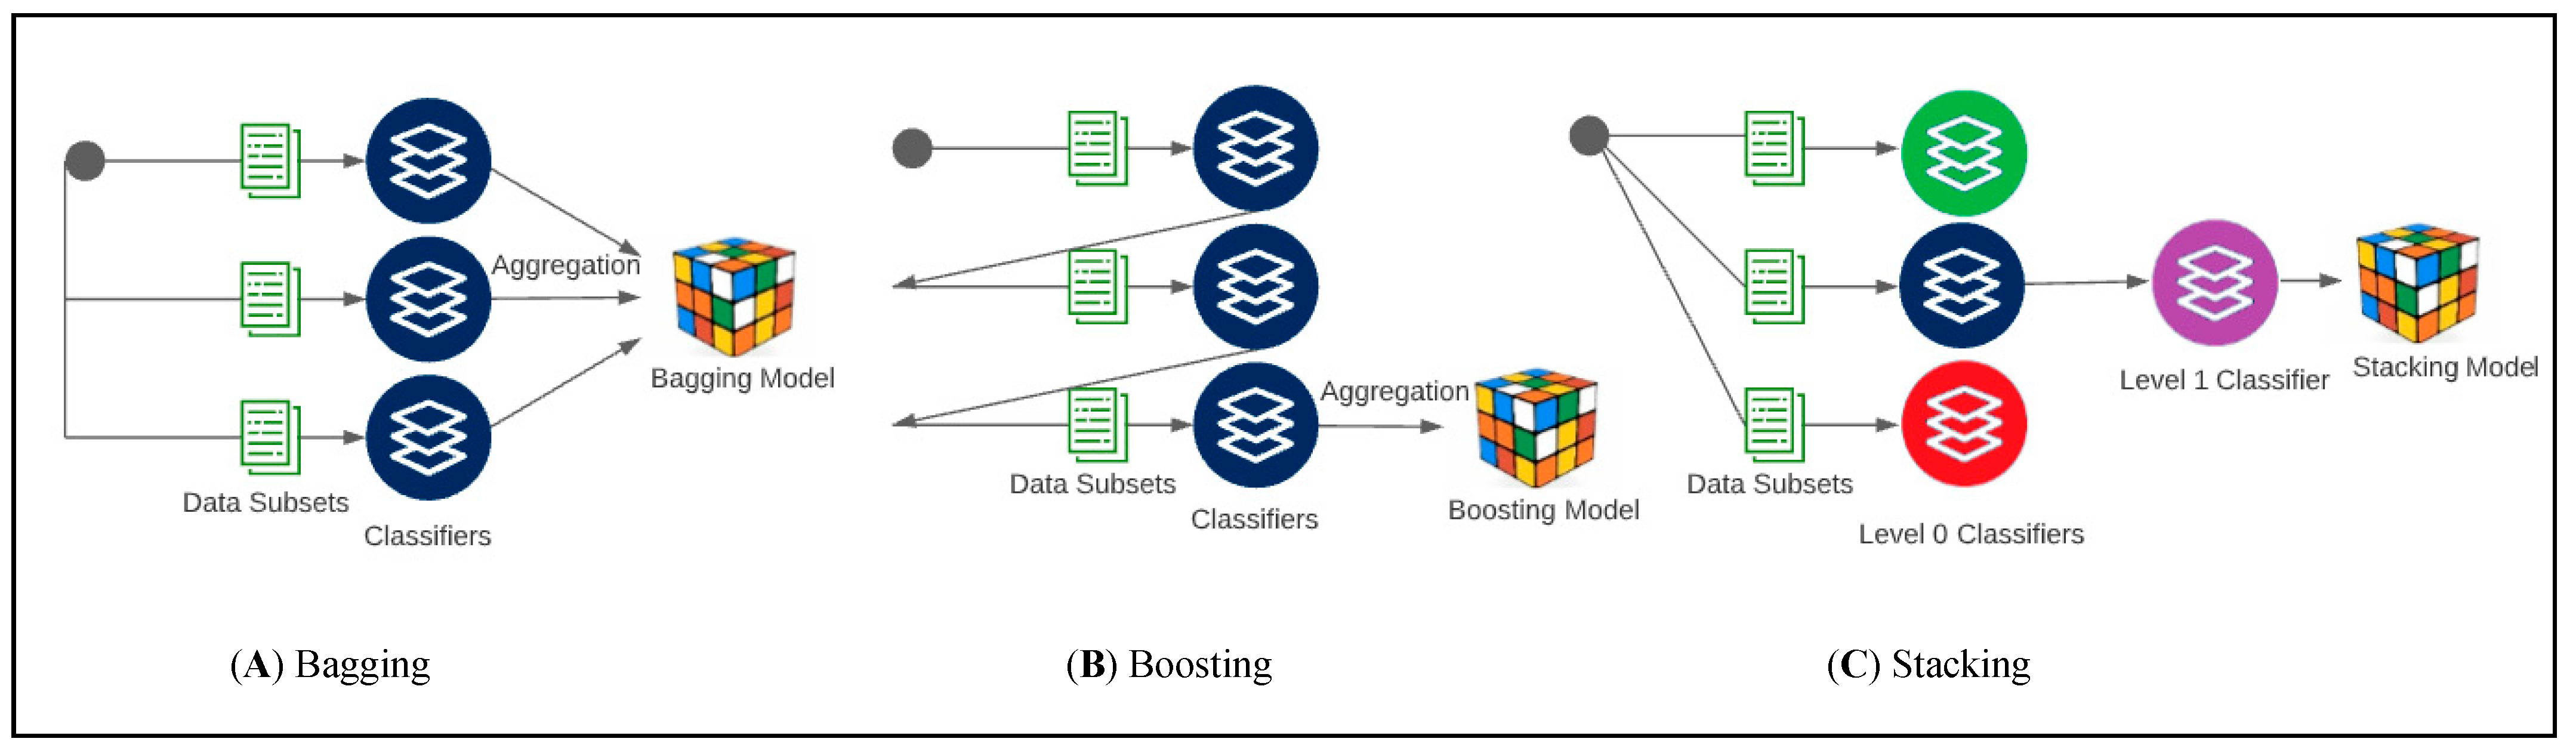 Aggregation
Bagging Model
Data Subsets
Classifiers
(A) Bagging
Aggregation
Data Subsets
Classifiers
Boosting Model
(B) Boosting
Data Subsets
Level 0 Classifiers
Level 1 Classifier
Stacking Model
(C) Stacking